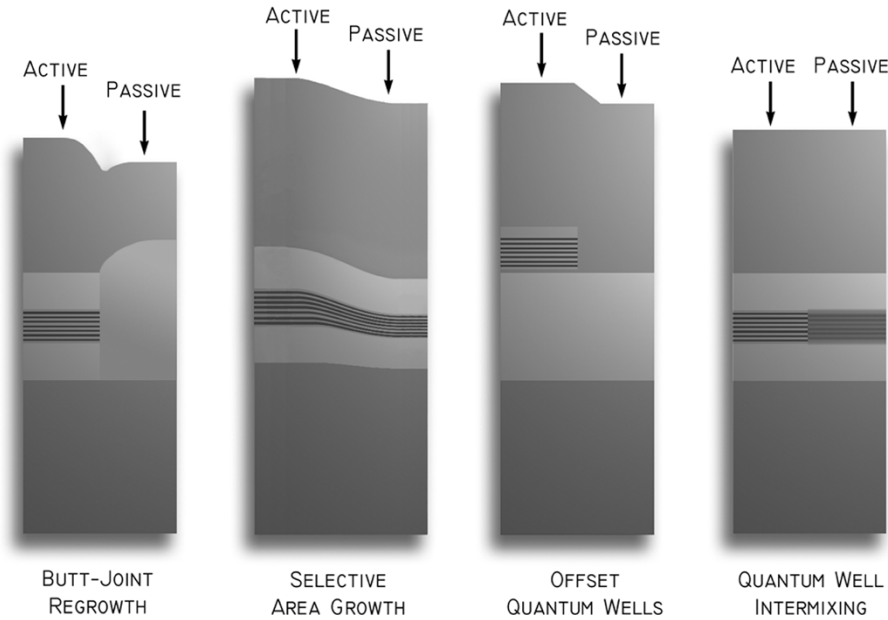 Active
Passive
Active
Passive
Active
Passive
Active
Passive
Butt-Joint
Regrowth
Selective
Area Growth
Offset
Quantum Wells
Quantum Well
Intermixing